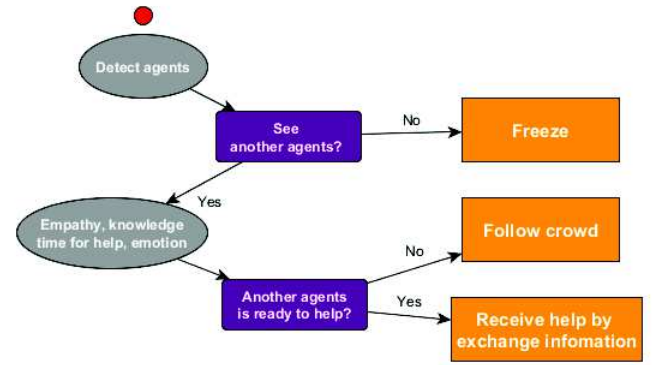 Detect agents
See
another agents?
No
Freeze
Yes
Empathy, knowledge
time for help, emotion
No
Follow crowd
Another agents
is ready to help?
Yes
Receive help by
exchange infomation